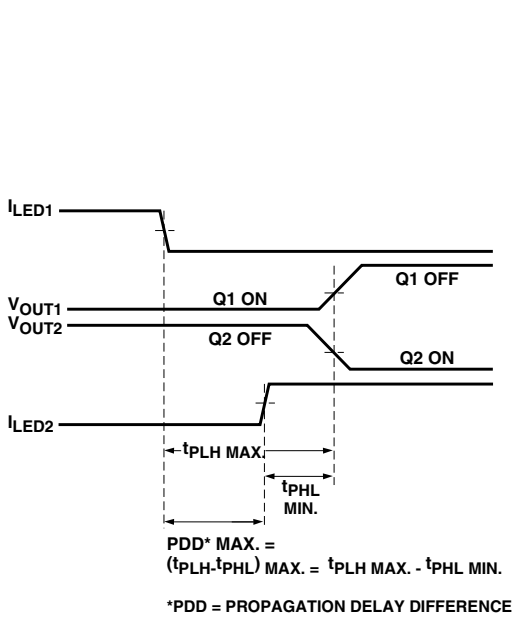 ILED1
Q1 OFF
VOUT1
Q1 ON
VOUT2
Q2 OFF
Q2 ON
ILED2
tPLH MAX.
tPHL
MIN.
PDD* MAX. =
(tPLH-tPHL) MAX. = tPLH MAX. - tPHL MIN.
*PDD = PROPAGATION DELAY DIFFERENCE